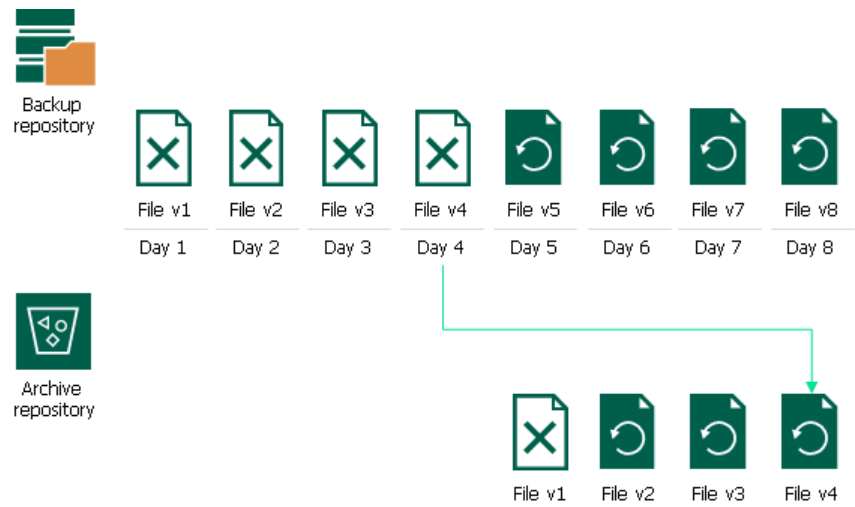 Backup
repository
File v1 File v2 File v3 File v4 File v5 File v6 File v7 File v8
Day 1 Day 2 Day 3 Day 4 Day 5 Day 6 Day 7 Day 8
Archive
repository
File v1 File v2 File v3 File v4